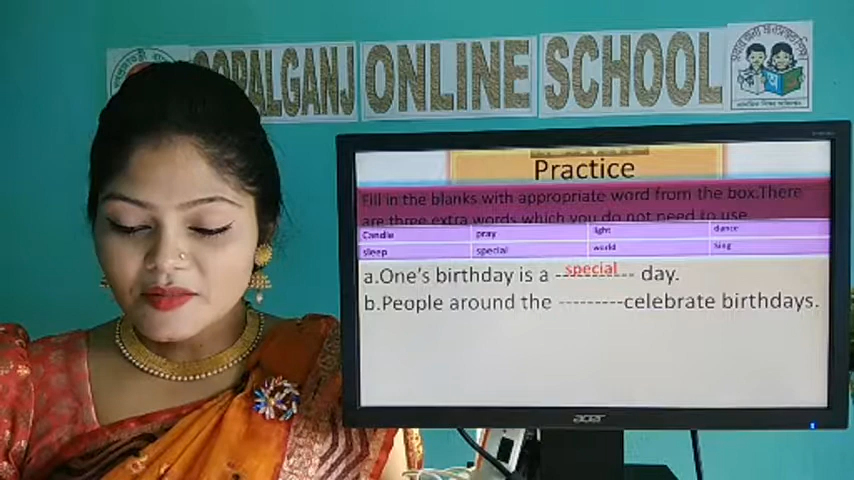 GOPALGANJ ONLINE SCHOOL
Practice
Fill in the blanks with appropriate word from the box.There
are three extra words which you do not need to use
Candle pray light dance
sleep special world Sing
a.One's birthday is a special day.
b.People around the ---------celebrate birthdays.
acer